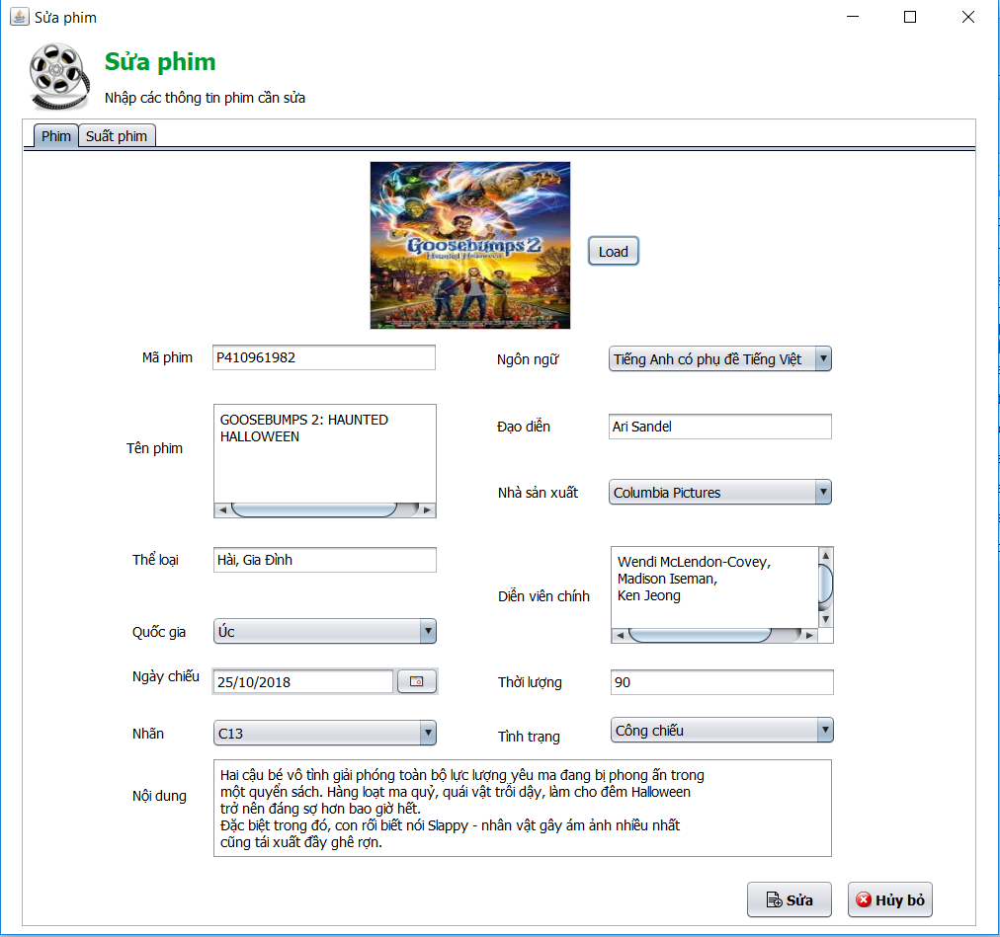 Sửa phim
Sửa phim
Nhập các thông tin phim cần sửa
Phim
Suất phim
Goosebumps 2
Haunted Halloween
Load
Mã phim
P410961982
Ngôn ngữ
Tiếng Anh có phụ đề Tiếng Việt
Tên phim
GOOSEBUMPS 2: HAUNTED
HALLOWEEN
Đạo diễn
Ari Sandel
Nhà sản xuất
Columbia Pictures
Thể loại
Hài, Gia Đình
Diễn viên chính
Wendi McLendon-Covey,
Madison Iseman,
Ken Jeong
Quốc gia
Úc
Ngày chiếu
25/10/2018
Thời lượng
90
Nhãn
C13
Tình trạng
Công chiếu
Nội dung
Hai cậu bé vô tình giải phóng toàn bộ lực lượng yêu ma đang bị phong ấn trong
một quyển sách. Hàng loạt ma quỷ, quái vật trỗi dậy, làm cho đêm Halloween
trở nên đáng sợ hơn bao giờ hết.
Đặc biệt trong đó, con rối biết nói Slappy - nhân vật gây ám ảnh nhiều nhất
cũng tái xuất đầy ghê rợn.
Sửa
Hủy bỏ